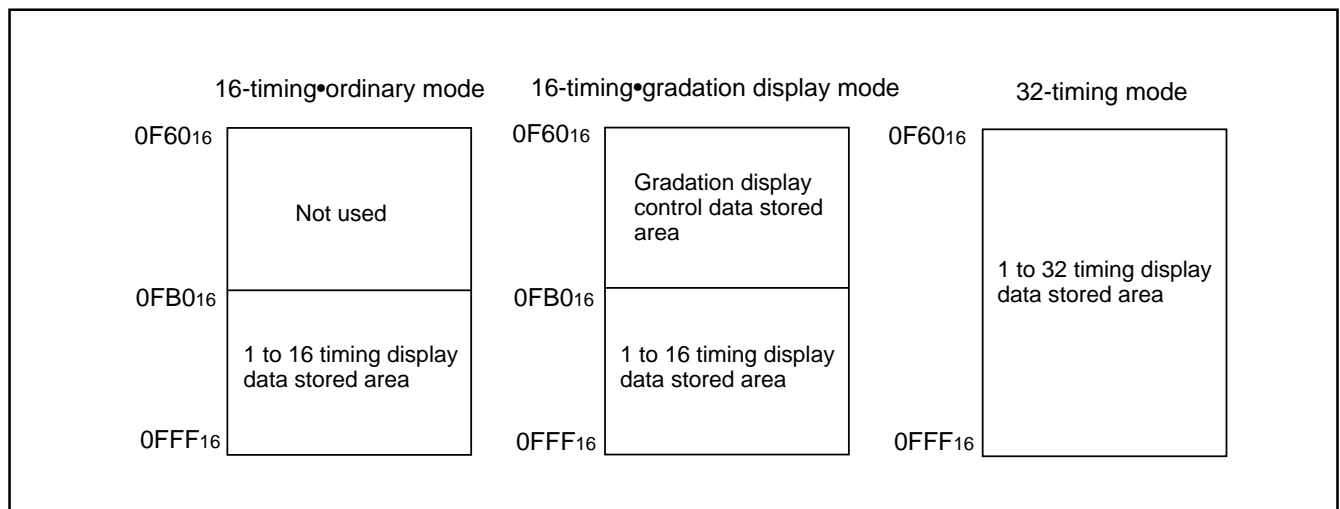 16-timing•ordinary mode
0F6016
Not used
0FB016
1 to 16 timing display
data stored area
0FFF16
16-timing•gradation display mode
0F6016
Gradation display
control data stored
area
0FB016
1 to 16 timing display
data stored area
0FFF16
32-timing mode
0F6016
1 to 32 timing display
data stored area
0FFF16